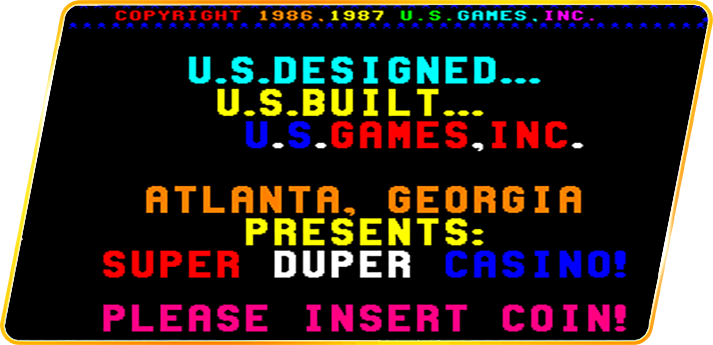 COPYRIGHT 1986,1987 U.S.GAMES,INC.
U.S.DESIGNED...
U.S.BUILT...
U.S.GAMES,INC.
ATLANTA, GEORGIA
PRESENTS:
SUPER DUPER CASINO!
PLEASE INSERT COIN!